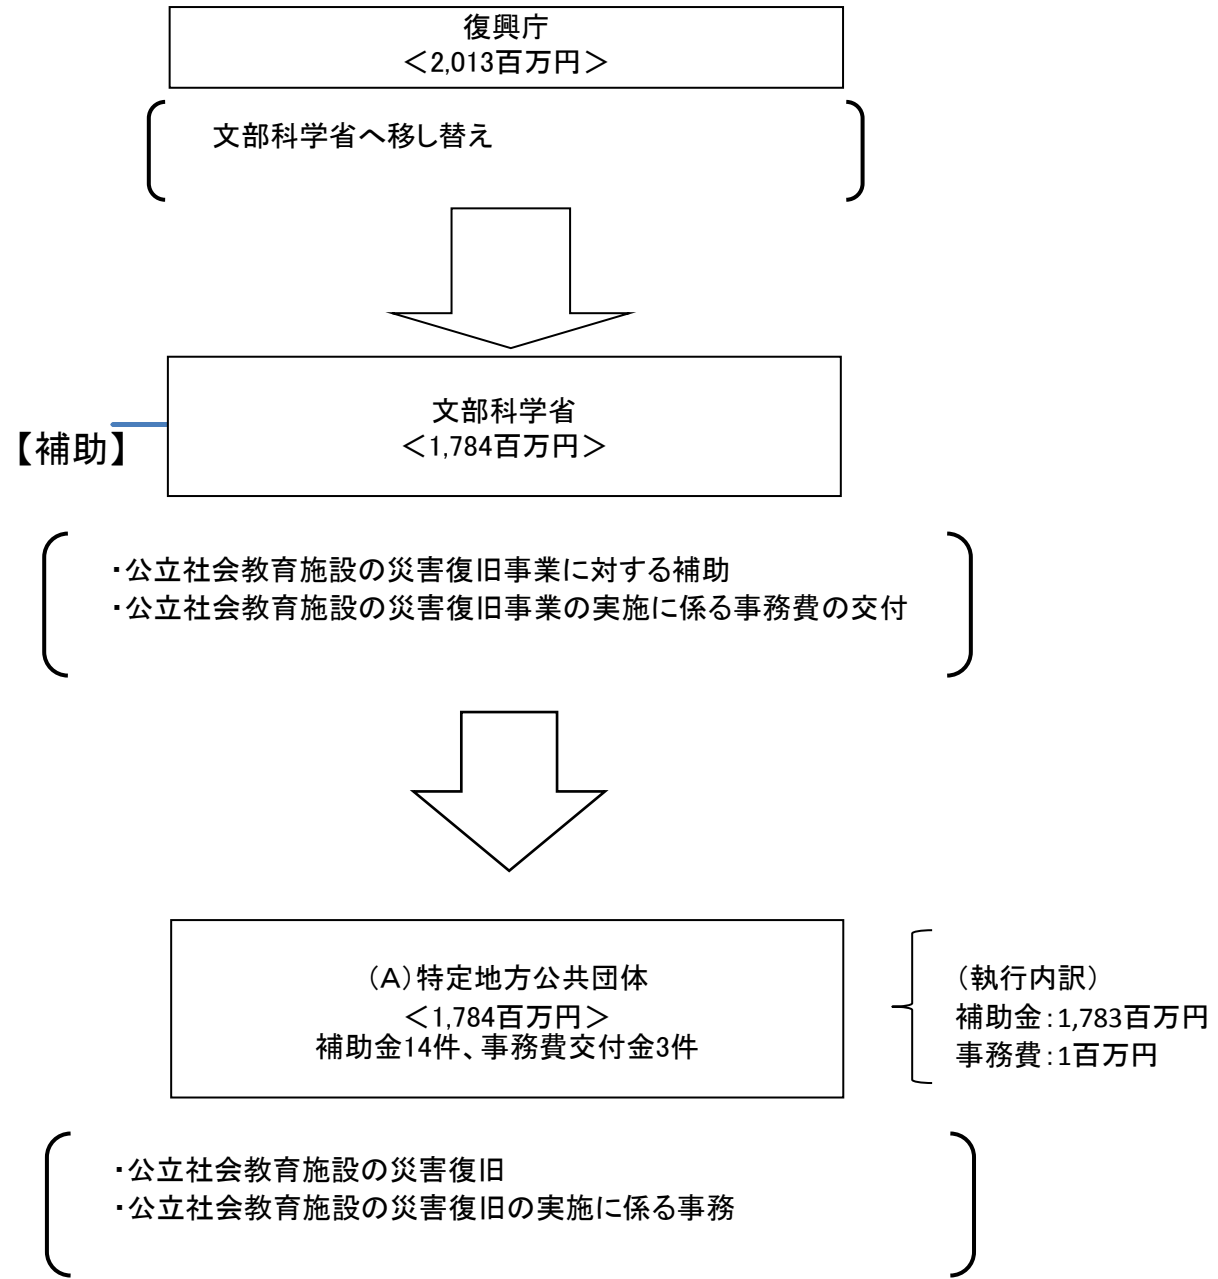 復興庁
＜2,013百万円＞
文部科学省へ移し替え
文部科学省
＜1,784百万円＞
【補助】
・公立社会教育施設の災害復旧事業に対する補助
・公立社会教育施設の災害復旧事業の実施に係る事務費の交付
（Ａ）特定地方公共団体
＜1,784百万円＞
補助金14件、事務費交付金3件
（執行内訳）
補助金：1,783百万円
事務費：1百万円
・公立社会教育施設の災害復旧
・公立社会教育施設の災害復旧の実施に係る事務